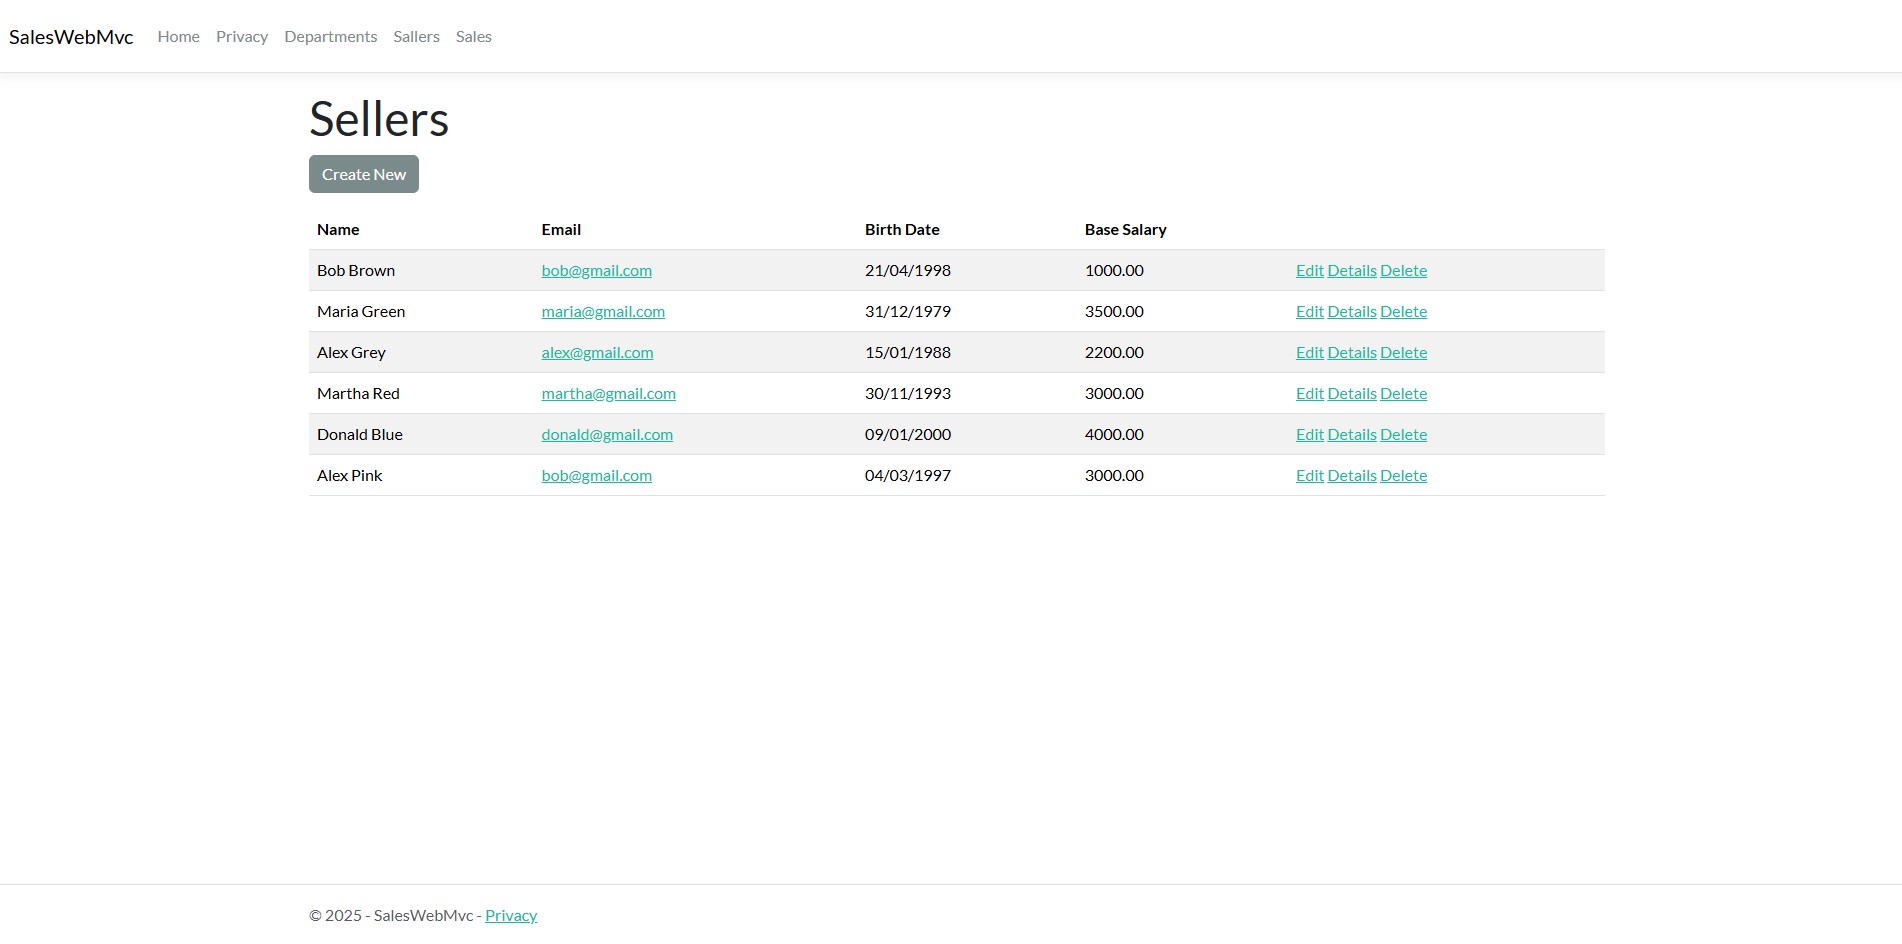 SalesWebMvc Home Privacy Departments Sallers Sales
Sellers
Create New
Name Email Birth Date Base Salary
Bob Brown bob@gmail.com 21/04/1998 1000.00 Edit Details Delete
Maria Green maria@gmail.com 31/12/1979 3500.00 Edit Details Delete
Alex Grey alex@gmail.com 15/01/1988 2200.00 Edit Details Delete
Martha Red martha@gmail.com 30/11/1993 3000.00 Edit Details Delete
Donald Blue donald@gmail.com 09/01/2000 4000.00 Edit Details Delete
Alex Pink bob@gmail.com 04/03/1997 3000.00 Edit Details Delete
© 2025 - SalesWebMvc - Privacy